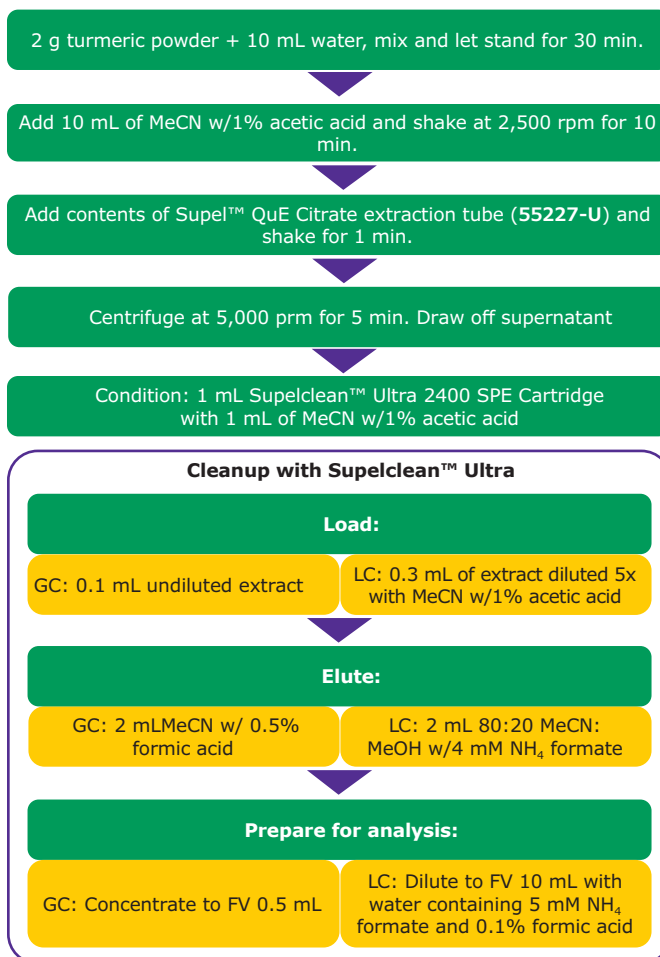 2 g turmeric powder + 10 mL water, mix and let stand for 30 min.
Add 10 mL of MeCN w/1% acetic acid and shake at 2,500 rpm for 10
min.
Add contents of Supel™ QuE Citrate extraction tube (55227-U) and
shake for 1 min.
Centrifuge at 5,000 prm for 5 min. Draw off supernatant
Condition: 1 mL Supelclean™ Ultra 2400 SPE Cartridge
with 1 mL of MeCN w/1% acetic acid
Cleanup with Supelclean™ Ultra
Load:
GC: 0.1 mL undiluted extract
LC: 0.3 mL of extract diluted 5x
with MeCN w/1% acetic acid
Elute:
GC: 2 mLMeCN w/ 0.5%
formic acid
LC: 2 mL 80:20 MeCN:
MeOH w/4 mM NH₄ formate
Prepare for analysis:
GC: Concentrate to FV 0.5 mL
LC: Dilute to FV 10 mL with
water containing 5 mM NH₄
formate and 0.1% formic acid